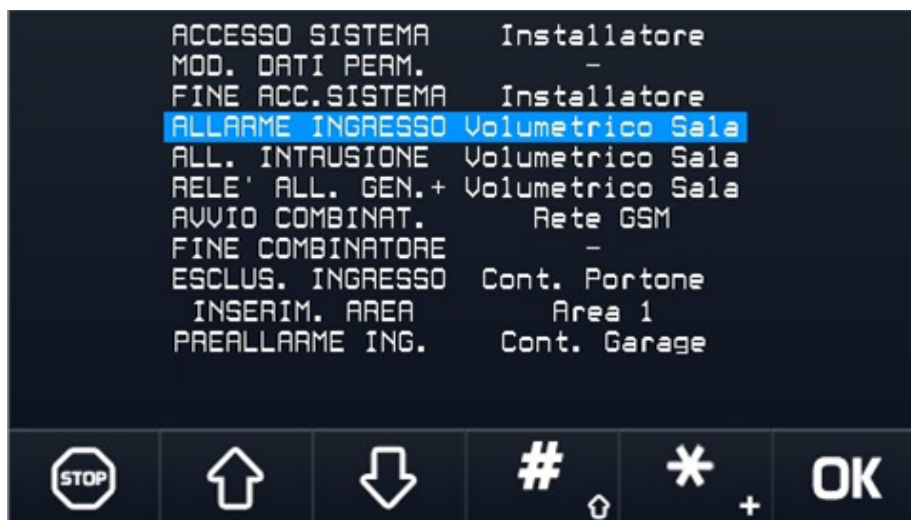 ACCESSO SISTEMA Installatore
MOD. DATI PERM. -
FINE ACC.SISTEMA Installatore
ALLARME INGRESSO Volumetrico Sala
ALL. INTRUSIONE Volumetrico Sala
RELE' ALL. GEN.+ Volumetrico Sala
AVVIO COMBINAT. Rete GSM
FINE COMBINATORE -
ESCLUS. INGRESSO Cont. Portone
INSERIM. AREA Area 1
PREALLARME ING. Cont. Garage
STOP # * + OK